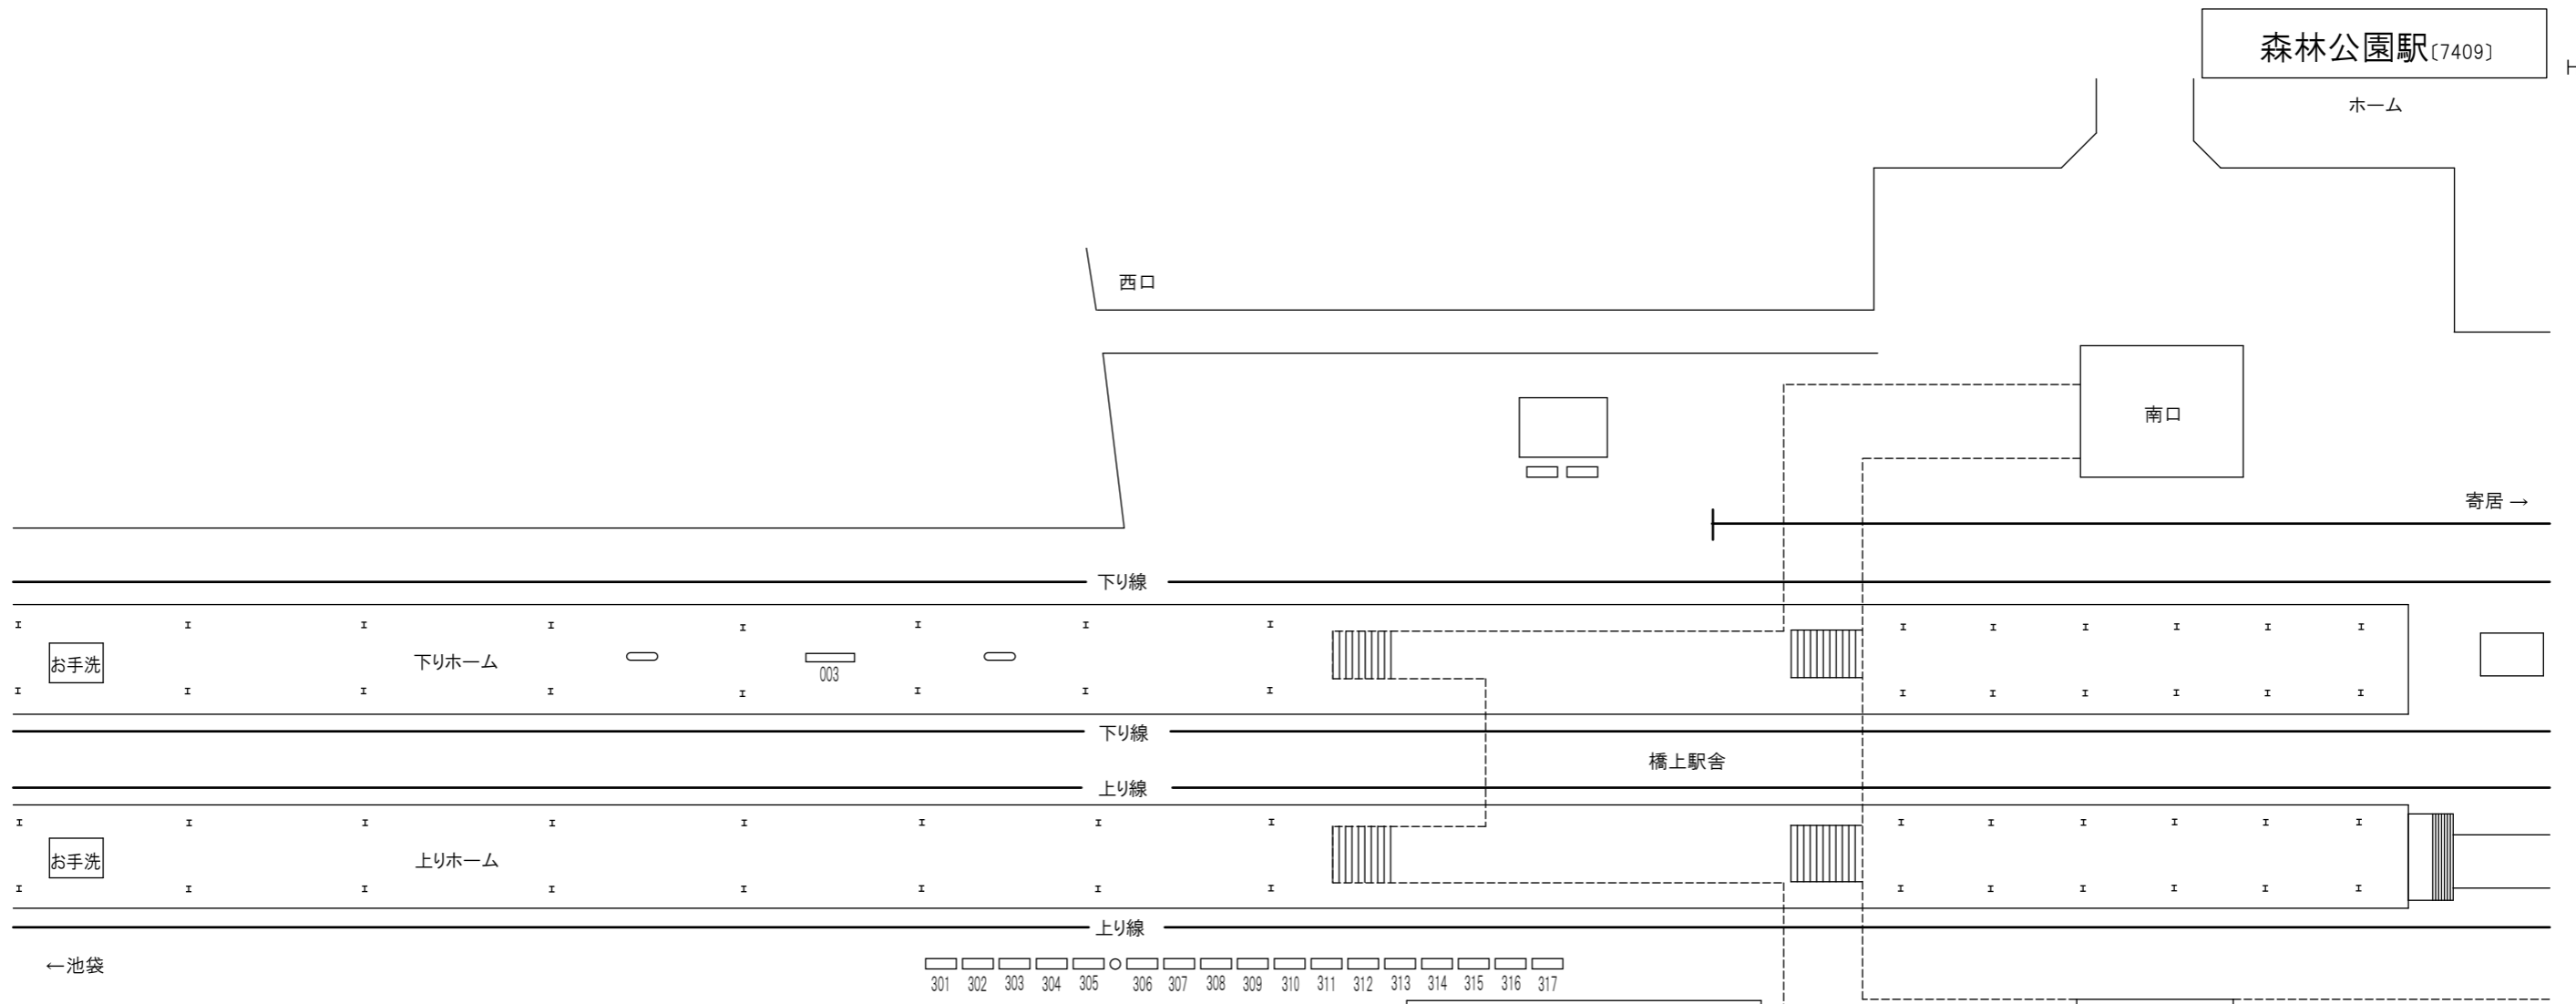 森林公園駅〔7409〕
ホーム
西口
南口
寄居 →
下り線
お手洗
下りホーム
003
下り線
橋上駅舎
上り線
お手洗
上りホーム
上り線
←池袋
301 302 303 304 305 306 307 308 309 310 311 312 313 314 315 316 317